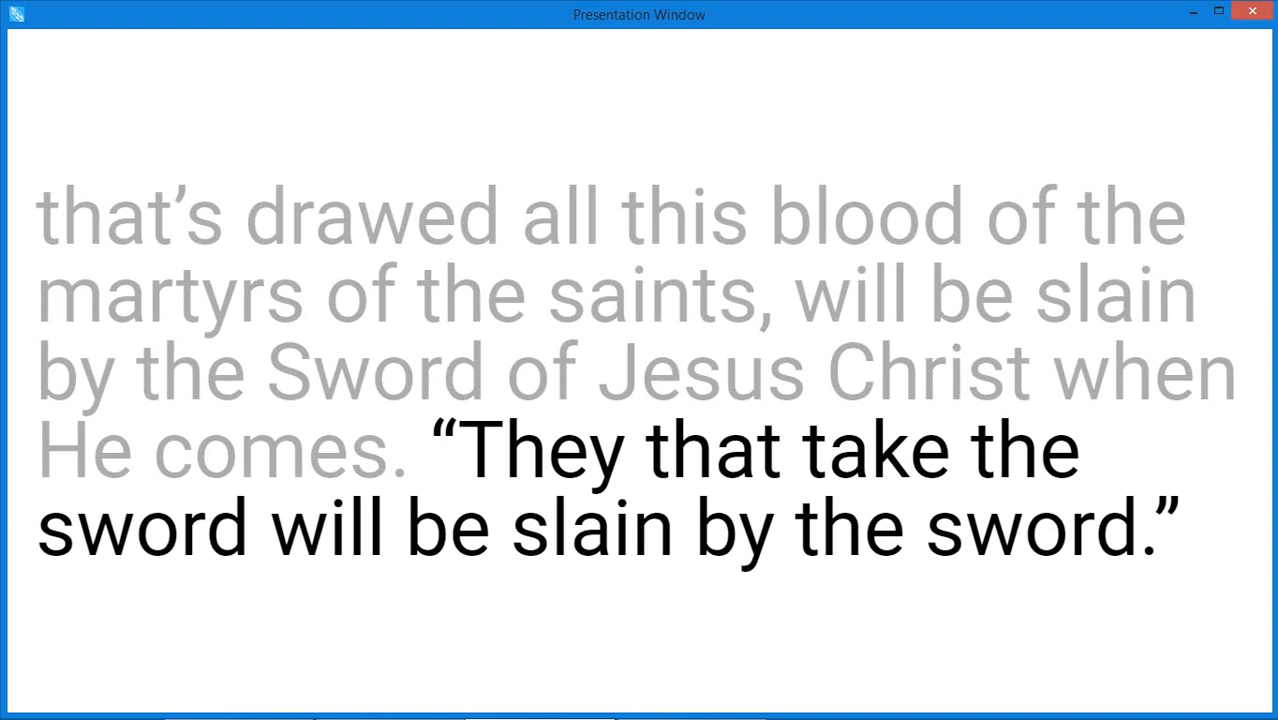 Presentation Window
that’s drawed all this blood of the
martyrs of the saints, will be slain
by the Sword of Jesus Christ when
He comes. “They that take the
sword will be slain by the sword.”